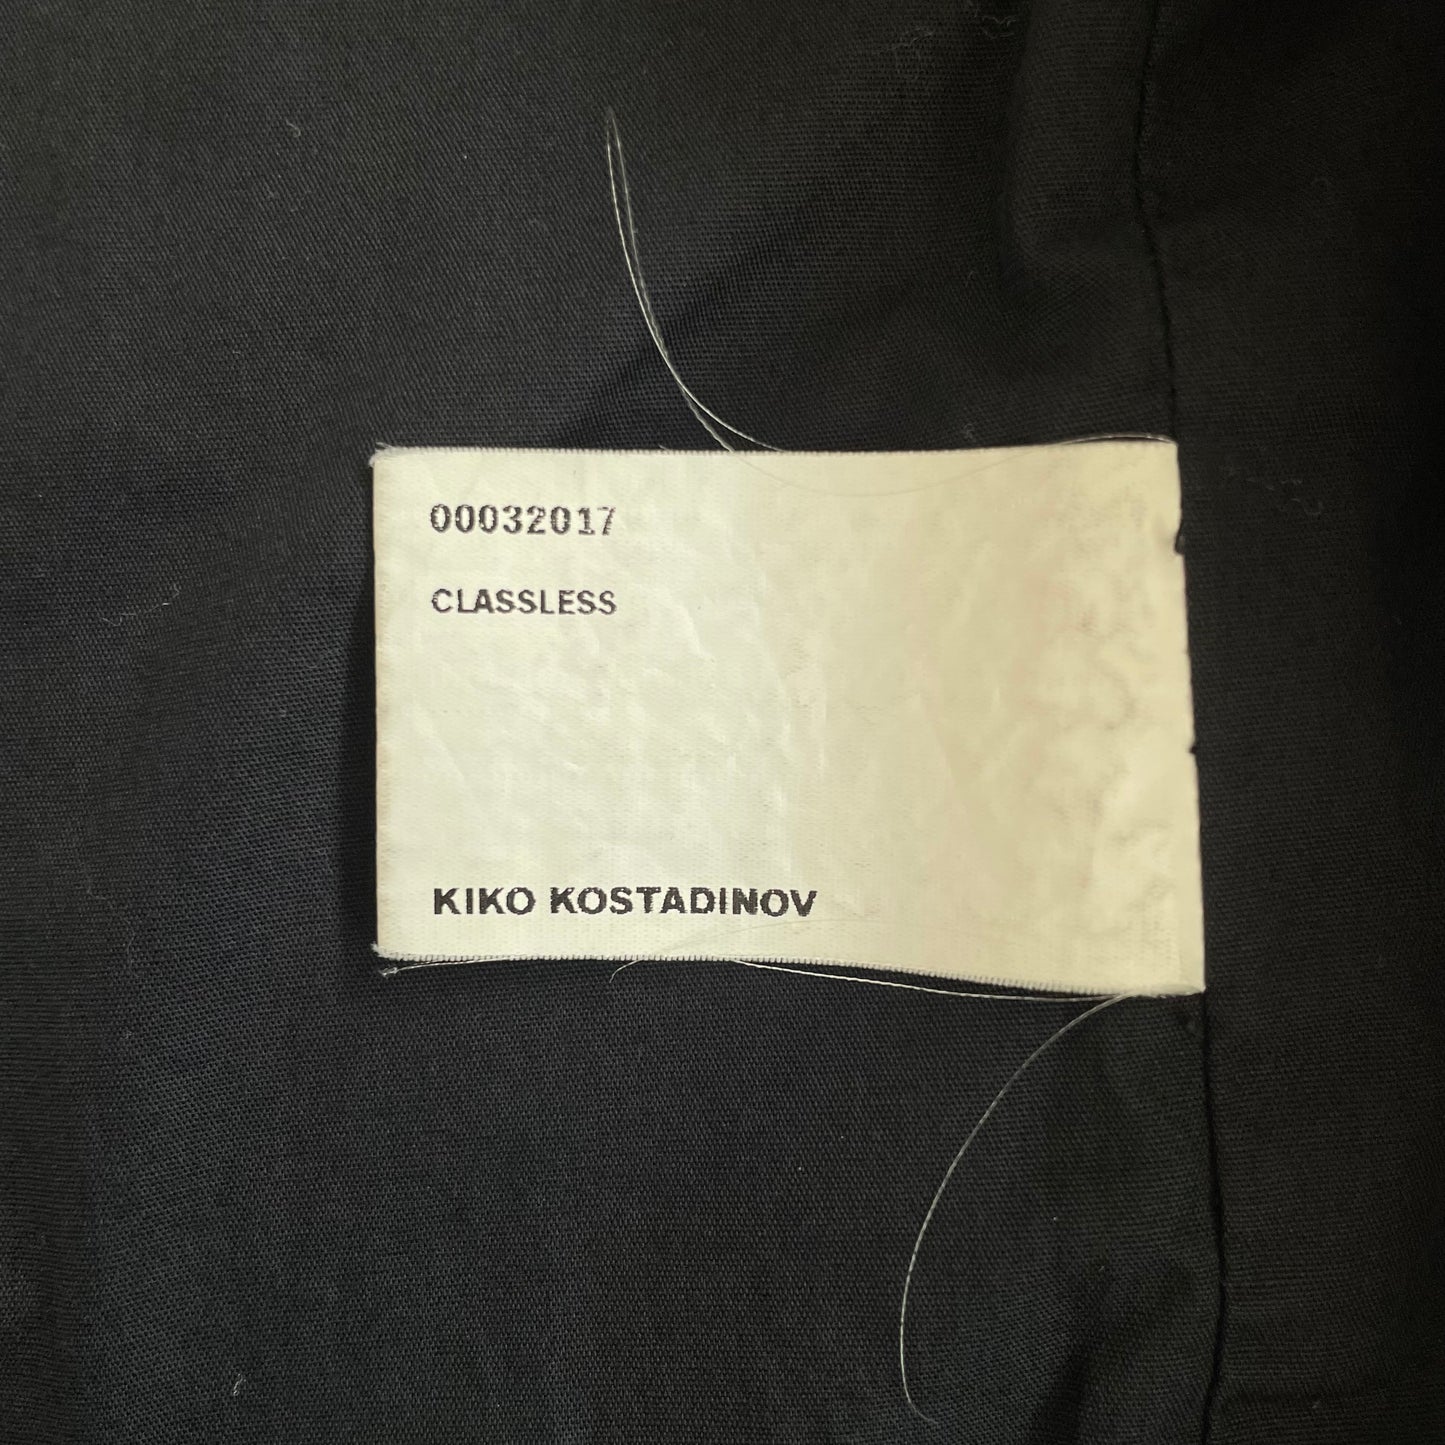 00032017
CLASSLESS
KIKO KOSTADINOV